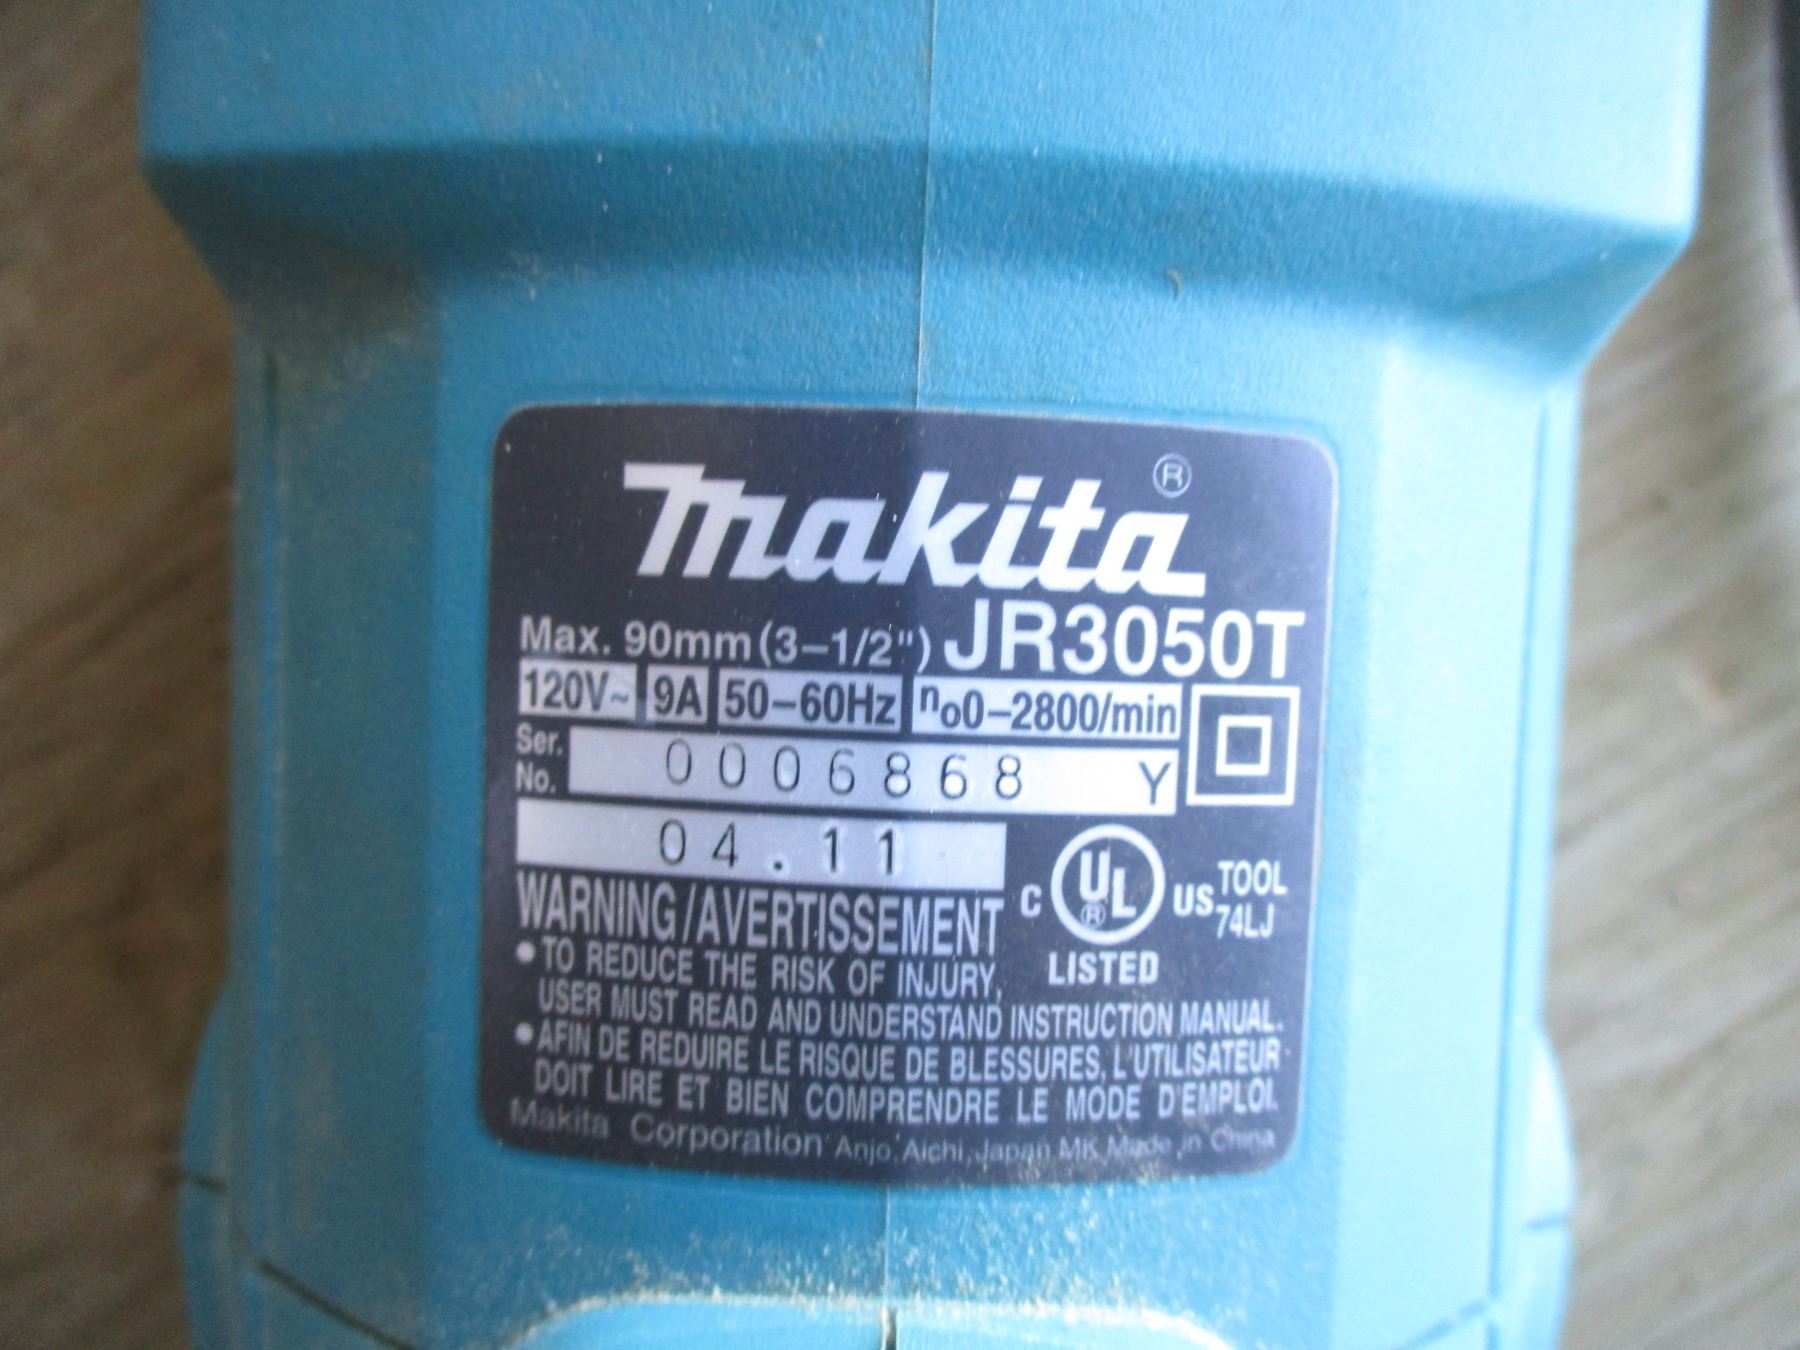 makita®
Max. 90mm (3-1/2") JR3050T
120V~ 9A 50-60Hz no0-2800/min
Ser. No. 0006868 Y
04.11
C UL® US TOOL 74LJ
LISTED
WARNING/AVERTISSEMENT
• TO REDUCE THE RISK OF INJURY,
USER MUST READ AND UNDERSTAND INSTRUCTION MANUAL.
• AFIN DE REDUIRE LE RISQUE DE BLESSURES, L'UTILISATEUR
DOIT LIRE ET BIEN COMPRENDRE LE MODE D'EMPLOI.
Makita Corporation Anjo, Aichi, Japan MK Made in China